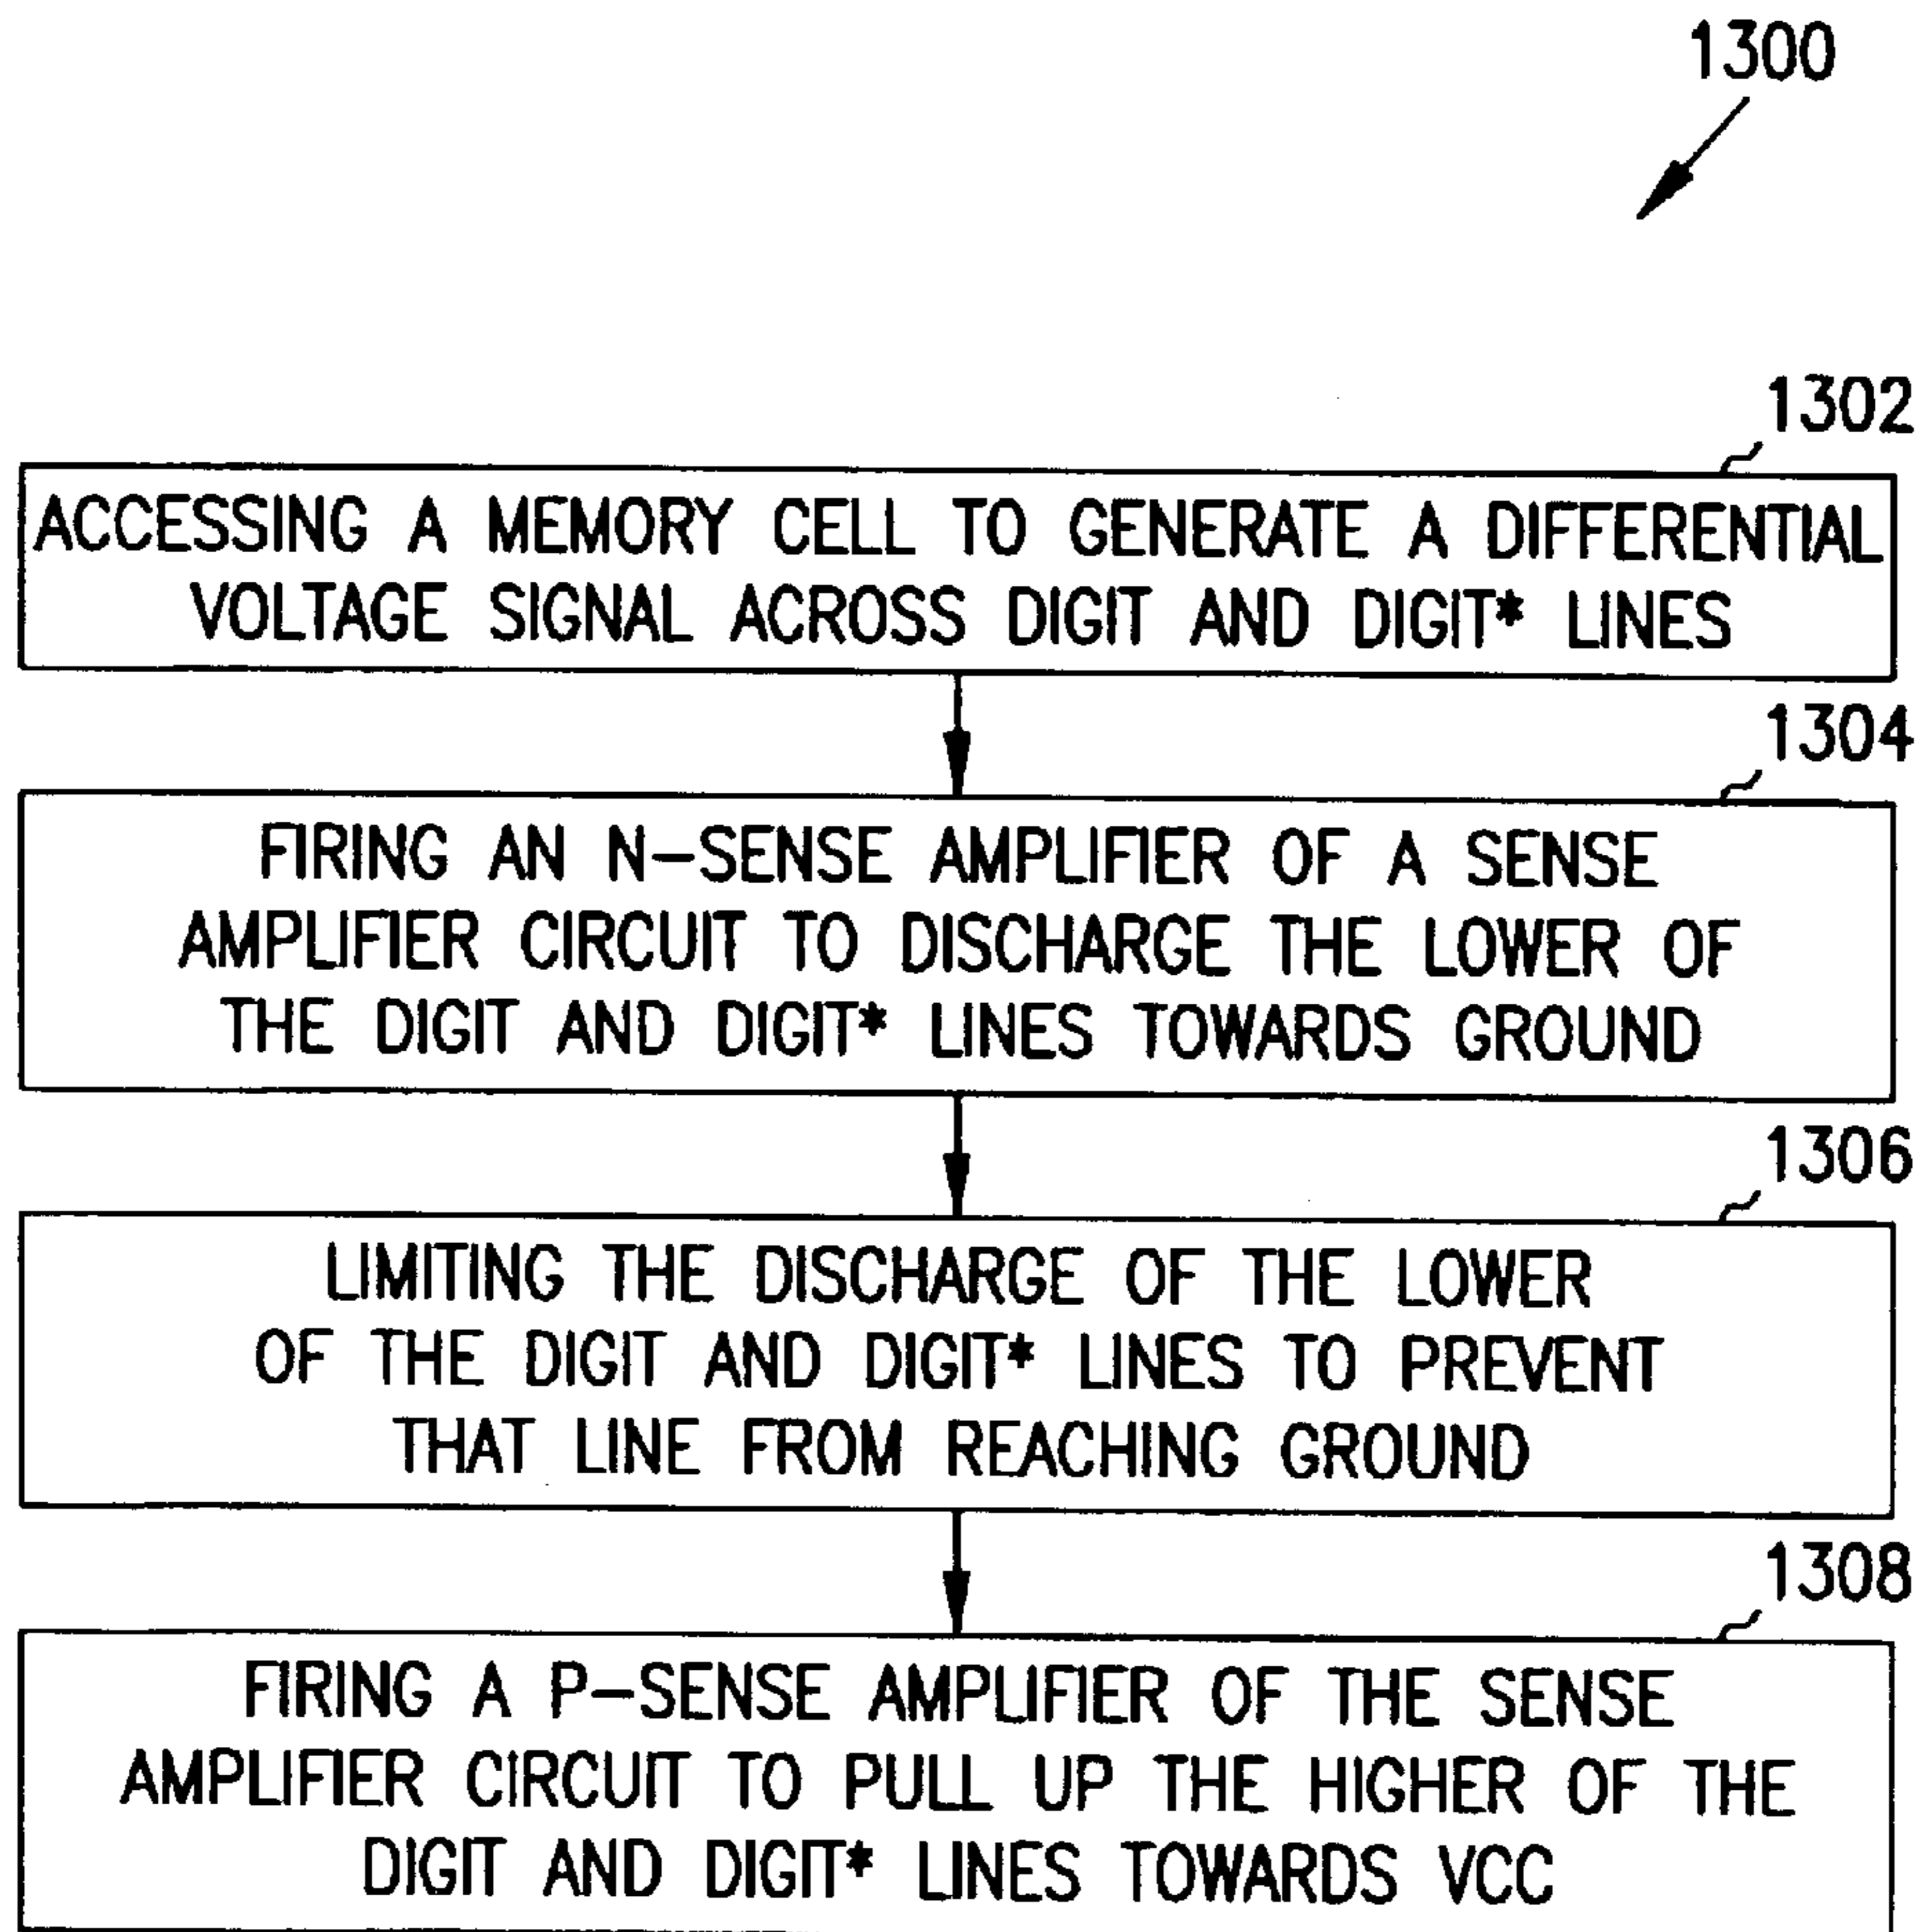 1300
1302
ACCESSING A MEMORY CELL TO GENERATE A DIFFERENTIAL
VOLTAGE SIGNAL ACROSS DIGIT AND DIGIT* LINES
1304
FIRING AN N-SENSE AMPLIFIER OF A SENSE
AMPLIFIER CIRCUIT TO DISCHARGE THE LOWER OF
THE DIGIT AND DIGIT* LINES TOWARDS GROUND
1306
LIMITING THE DISCHARGE OF THE LOWER
OF THE DIGIT AND DIGIT* LINES TO PREVENT
THAT LINE FROM REACHING GROUND
1308
FIRING A P-SENSE AMPLIFIER OF THE SENSE
AMPLIFIER CIRCUIT TO PULL UP THE HIGHER OF THE
DIGIT AND DIGIT* LINES TOWARDS VCC